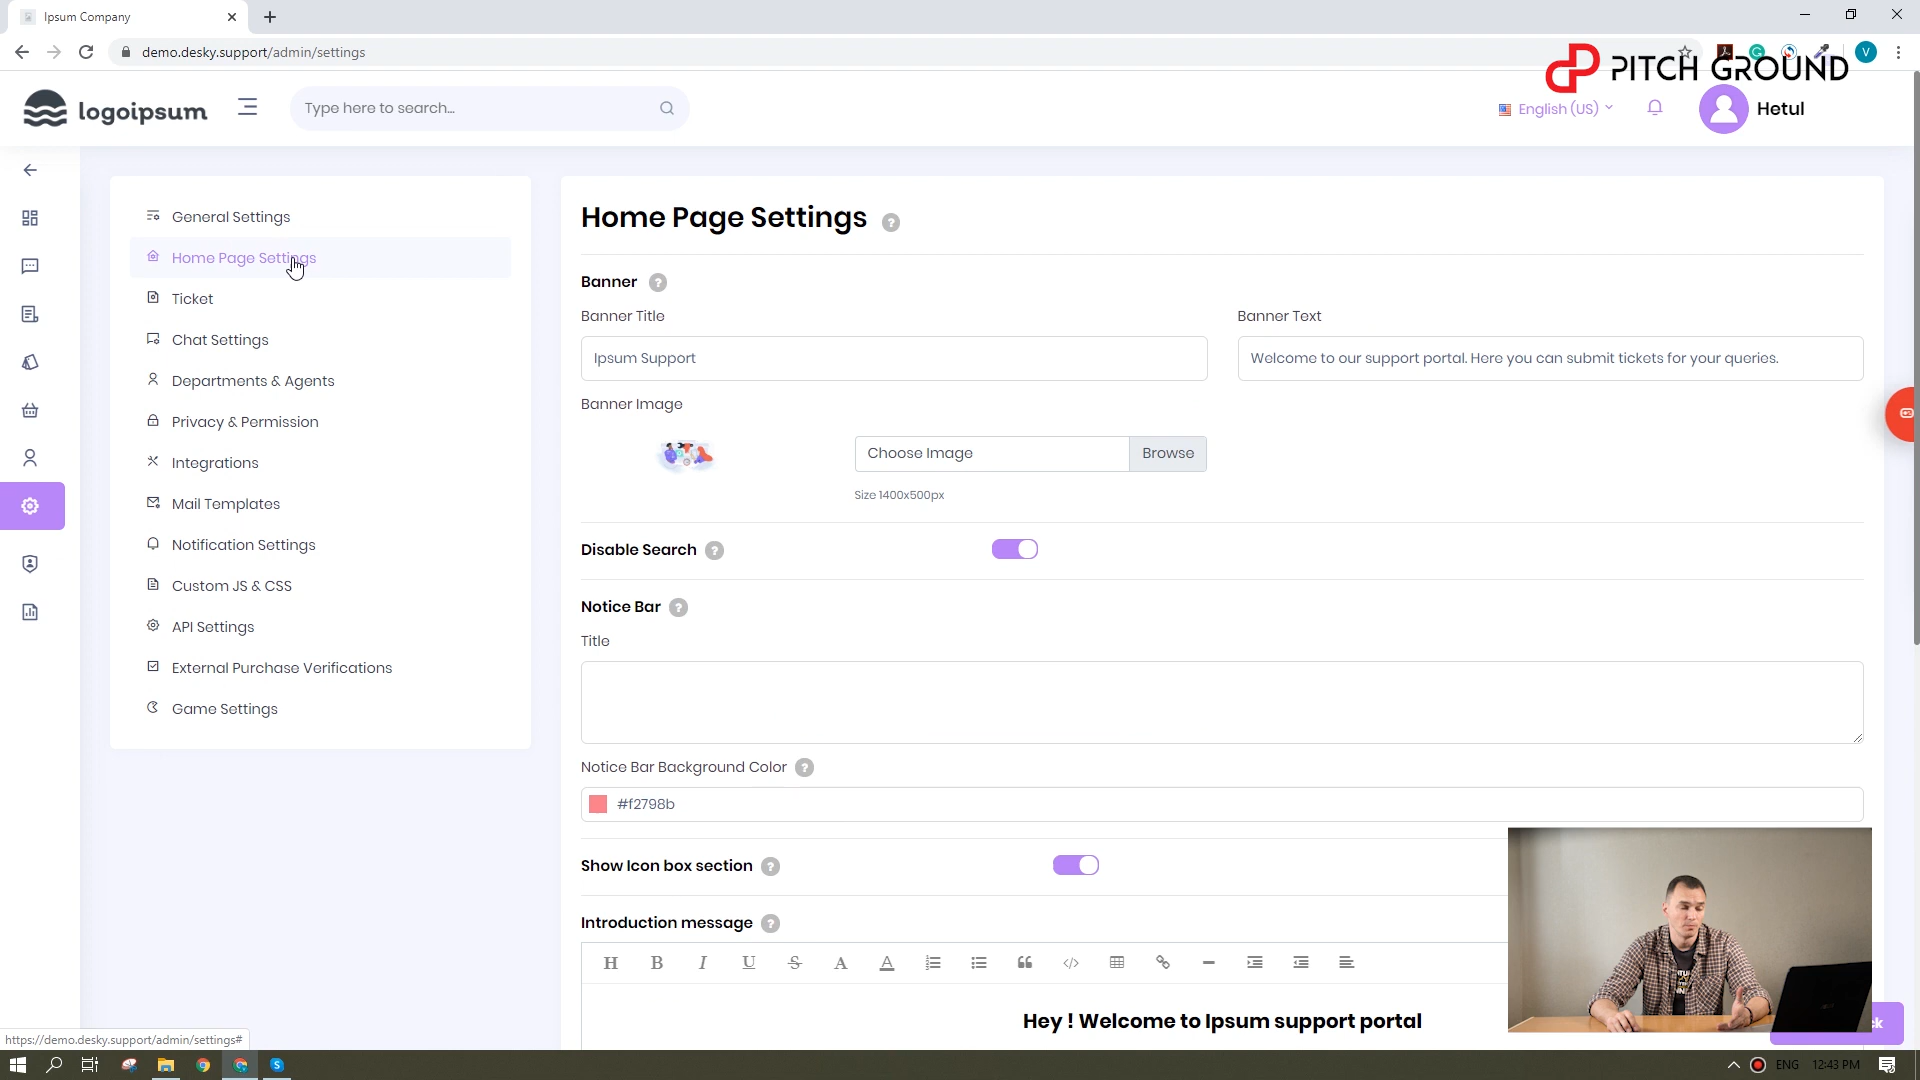 Ipsum Company
demo.desky.support/admin/settings
V
PITCH GROUND
logoipsum
Type here to search...
English (US)
Hetul
General Settings
Home Page Settings
Ticket
Chat Settings
Departments & Agents
Privacy & Permission
Integrations
Mail Templates
Notification Settings
Custom JS & CSS
API Settings
External Purchase Verifications
Game Settings
Home Page Settings ?
Banner ?
Banner Title
Banner Text
Ipsum Support
Welcome to our support portal. Here you can submit tickets for your queries.
Banner Image
Choose Image
Browse
Size 1400x500px
Disable Search ?
Notice Bar ?
Title
Notice Bar Background Color ?
#f2798b
Show Icon box section ?
Introduction message ?
H B I U S A A
Hey ! Welcome to Ipsum support portal
https://demo.desky.support/admin/settings#
ENG
12:43 PM